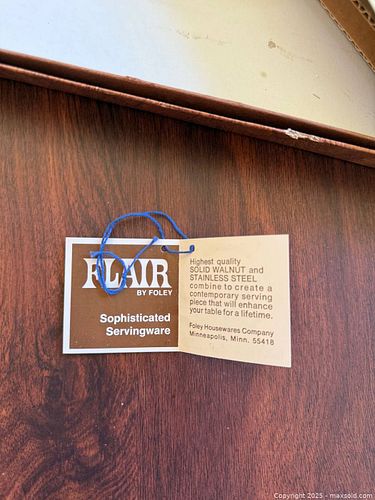 FLAIR
BY FOLEY
Sophisticated
Servingware
Highest quality
SOLID WALNUT and
STAINLESS STEEL
combine to create a
contemporary serving
piece that will enhance
your table for a lifetime.
Foley Housewares Company
Minneapolis, Minn. 55418
Copyright © 2025 - maxsold.com